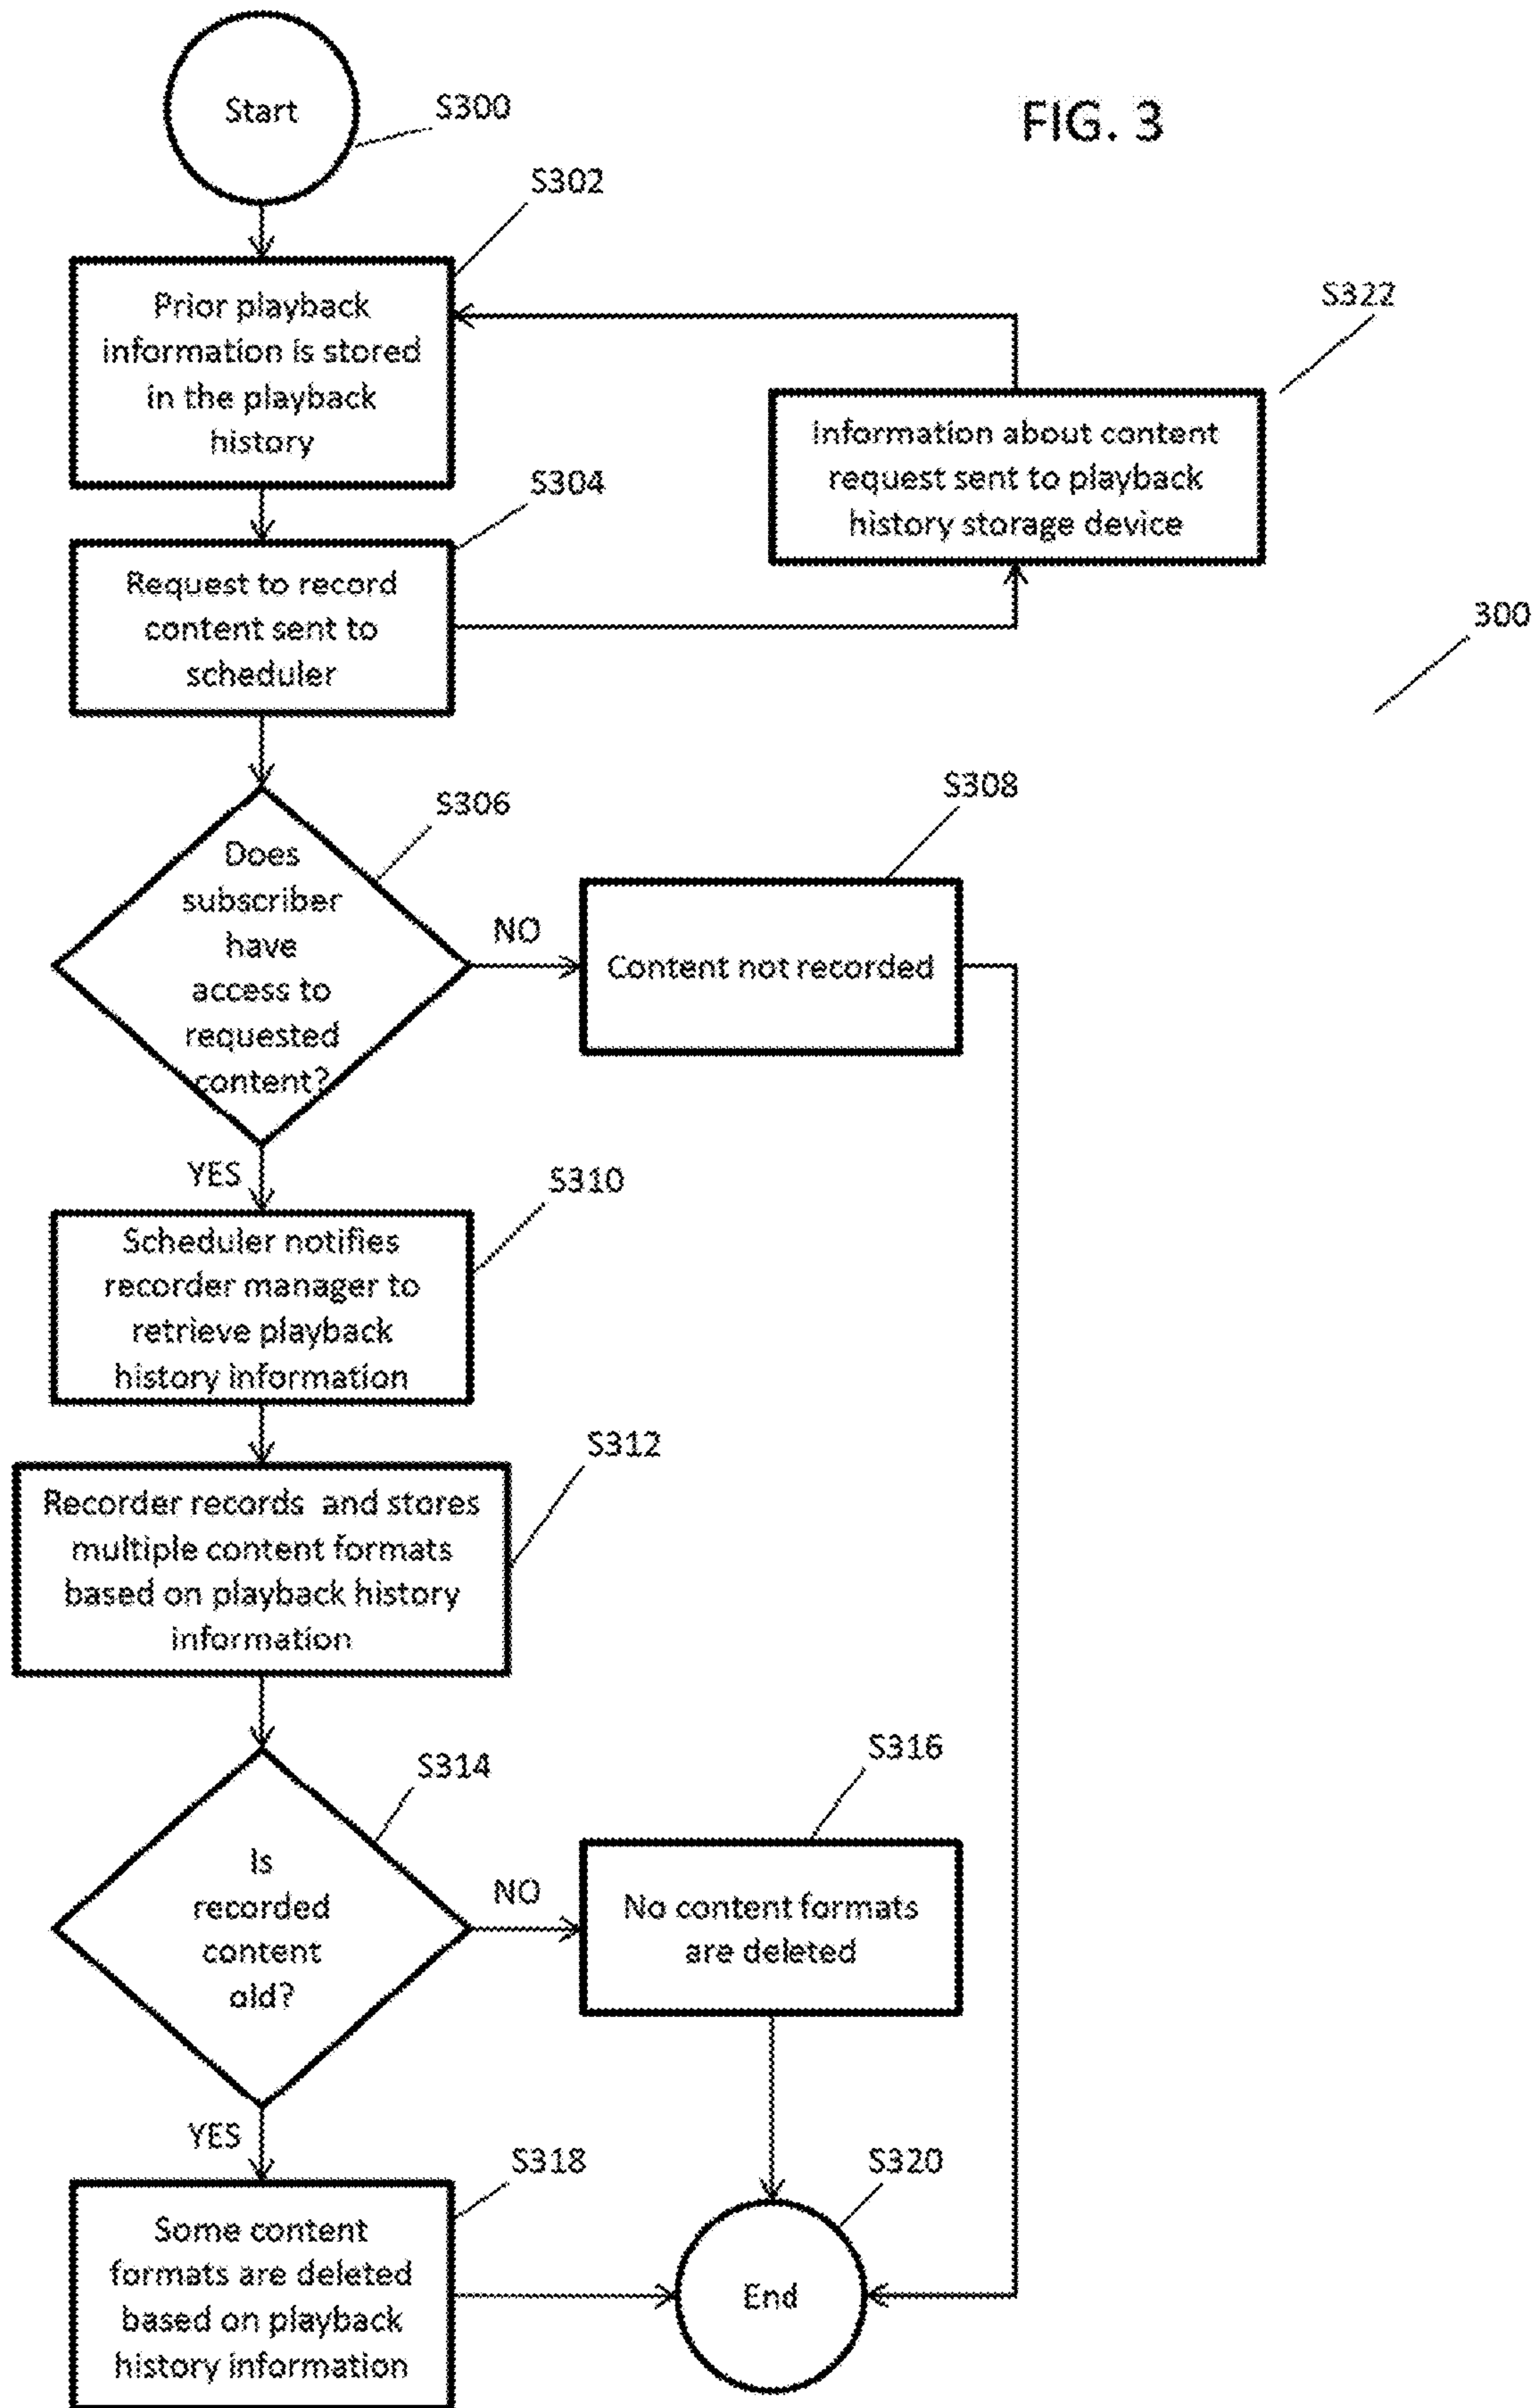 FIG. 3
Start
S300
S302
Prior playback
information is stored
in the playback
history
S322
Information about content
request sent to playback
history storage device
S304
Request to record
content sent to
scheduler
300
S306
Does
subscriber
have
access to
requested
content?
NO
S308
Content not recorded
YES
S310
Scheduler notifies
recorder manager to
retrieve playback
history information
S312
Recorder records and stores
multiple content formats
based on playback history
information
S314
Is
recorded
content
old?
NO
S316
No content formats
are deleted
YES
S318
Some content
formats are deleted
based on playback
history information
S320
End